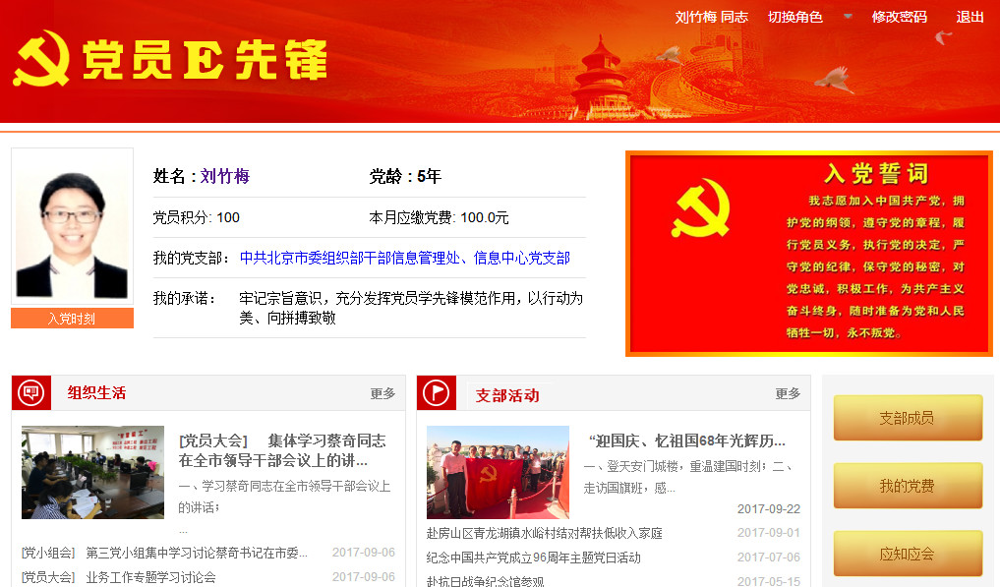 刘竹梅 同志 切换角色 修改密码 退出
党员E先锋
姓名:刘竹梅 党龄:5年
党员积分: 100 本月应缴党费: 100.0元
我的党支部: 中共北京市委组织部干部信息管理处、信息中心党支部
我的承诺: 牢记宗旨意识,充分发挥党员学先锋模范作用,以行动为
美、向拼搏致敬
入党时刻
入党誓词
我志愿加入中国共产党,拥
护党的纲领,遵守党的章程,履
行党员义务,执行党的决定,严
守党的纪律,保守党的秘密,对
党忠诚,积极工作,为共产主义
奋斗终身,随时准备为党和人民
牺牲一切,永不叛党。
组织生活 更多
[党员大会] 集体学习蔡奇同志
在全市领导干部会议上的讲...
一、学习蔡奇同志在全市领导干部会议上
的讲话;
...
[党小组会] 第三党小组集中学习讨论蔡奇书记在市委... 2017-09-06
[党员大会] 业务工作专题学习讨论会 2017-09-06
支部活动 更多
“迎国庆、忆祖国68年光辉历...
一、登天安门城楼,重温建国时刻;二、
走访国旗班,感...
2017-09-22
赴房山区青龙湖镇水峪村结对帮扶低收入家庭 2017-09-01
纪念中国共产党成立96周年主题党日活动 2017-07-06
赴抗日战争纪念馆参观 2017-05-15
支部成员
我的党费
应知应会